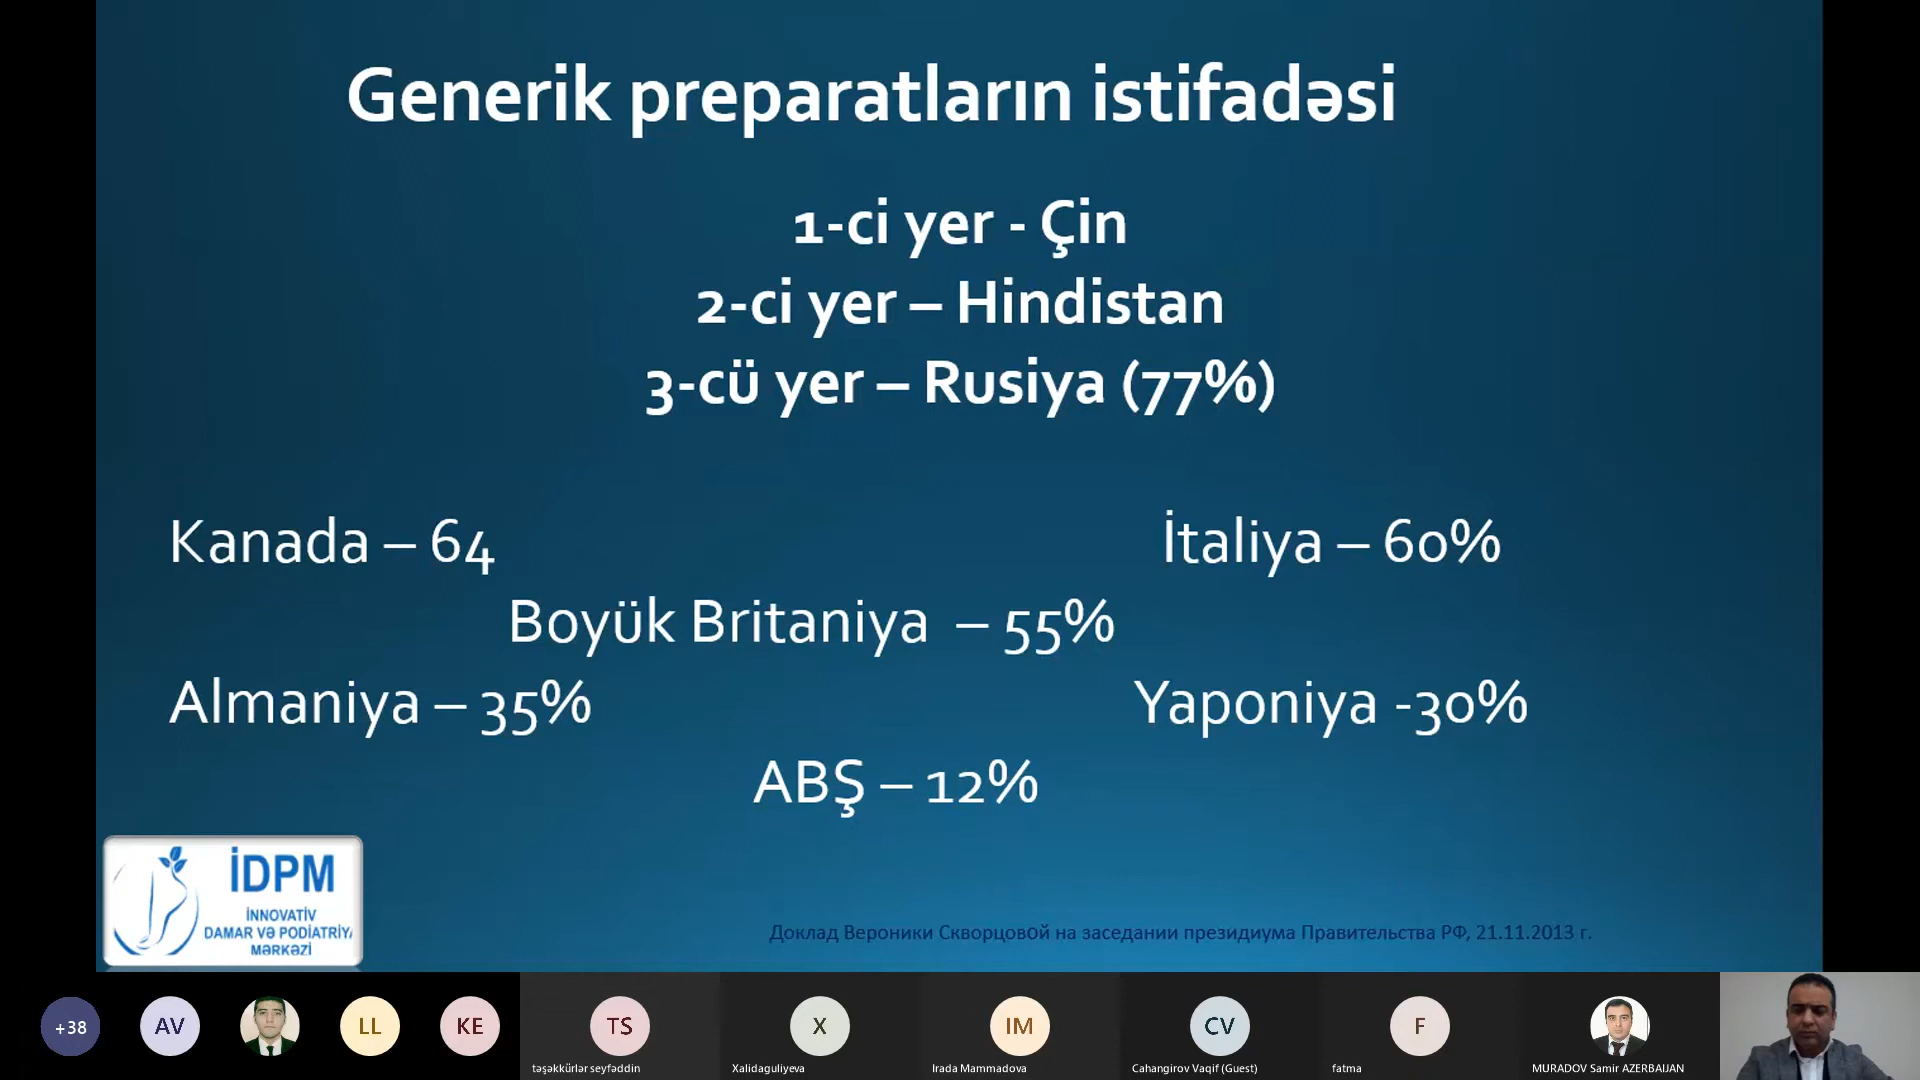 Generik preparatların istifadəsi
1-ci yer - Çin
2-ci yer – Hindistan
3-cü yer – Rusiya (77%)
Kanada – 64
İtaliya – 60%
Boyük Britaniya – 55%
Almaniya – 35%
Yaponiya -30%
ABŞ – 12%
İDPM
İNNOVATİV
DAMAR VƏ PODİATRİYA
MƏRKƏZİ
Доклад Вероники Скворцовой на заседании президиума Правительства РФ, 21.11.2013 г.
+38
AV
LL
KE
TS
X
IM
CV
F
təşəkkürlər seyfəddin
Xalidaguliyeva
Irada Mammadova
Cahangirov Vaqif (Guest)
fatma
MURADOV Samir AZERBAIJAN